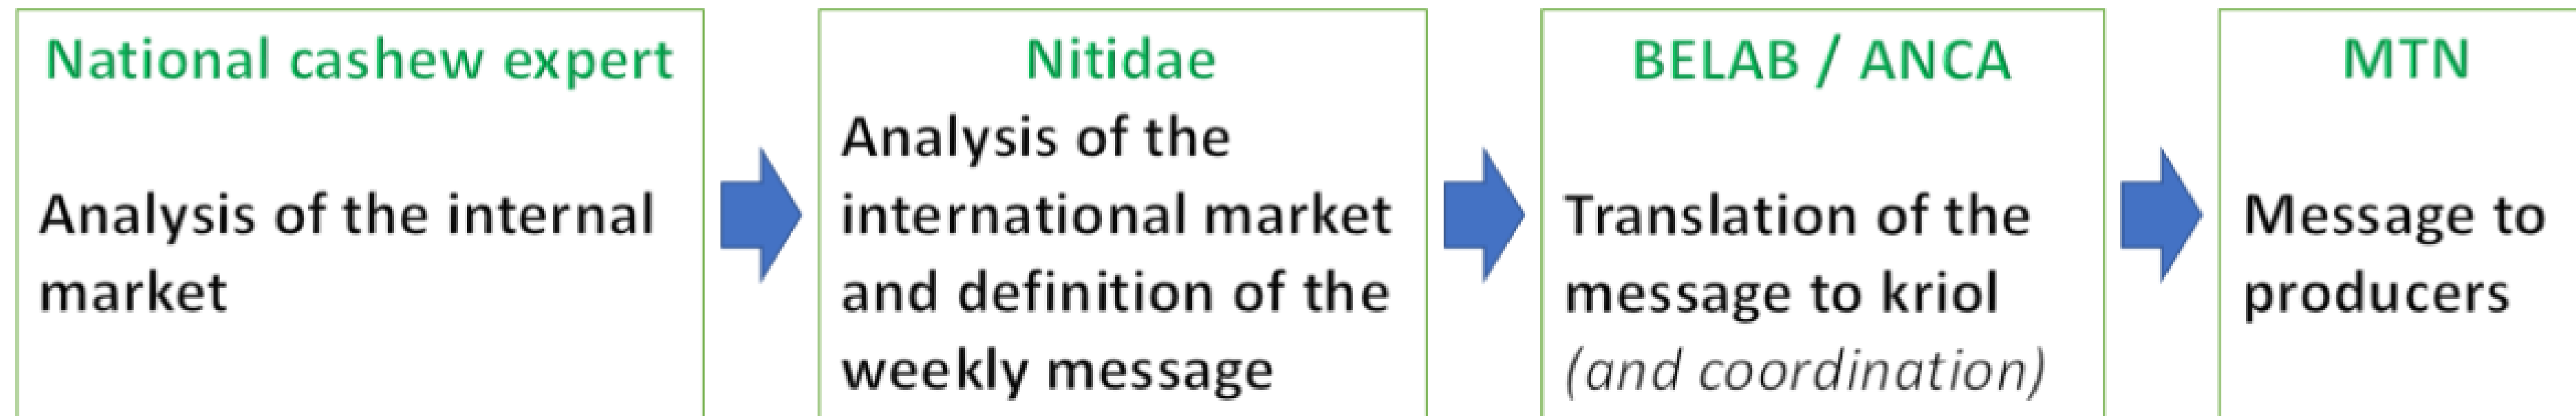 National cashew expert
Analysis of the internal
market
Nitidae
Analysis of the
international market
and definition of the
weekly message
BELAB / ANCA
Translation of the
message to kriol
(and coordination)
MTN
Message to
producers